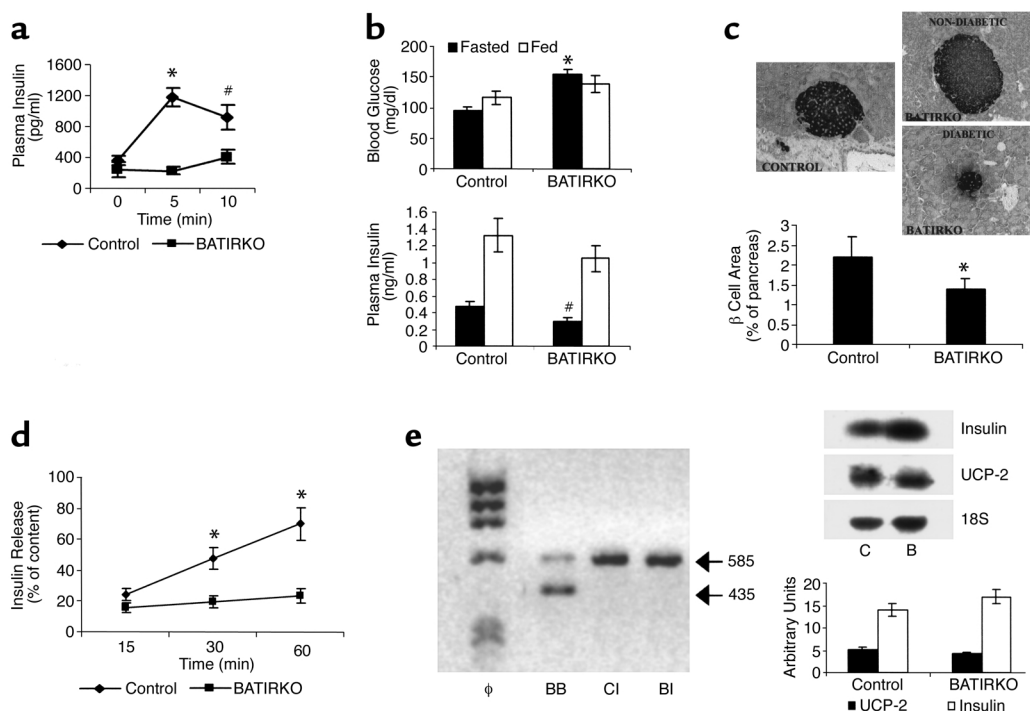 a
Plasma Insulin
(pg/ml)
1600
1200
800
400
0
*
#
0 5 10
Time (min)
Control BATIRKO
b
Fasted Fed
Blood Glucose
(mg/dl)
200
150
100
50
0
*
Control BATIRKO
Plasma Insulin
(ng/ml)
1.6
1.4
1.2
1
0.8
0.6
0.4
0.2
0
#
Control BATIRKO
c
CONTROL
NON-DIABETIC
BATIRKO
DIABETIC
BATIRKO
β Cell Area
(% of pancreas)
3
2.5
2
1.5
1
0.5
0
*
Control BATIRKO
d
Insulin Release
(% of content)
100
80
60
40
20
0
*
*
15 30 60
Time (min)
Control BATIRKO
e
585
435
ϕ BB CI BI
Insulin
UCP-2
18S
C B
Arbitrary Units
20
15
10
5
0
Control BATIRKO
UCP-2 Insulin